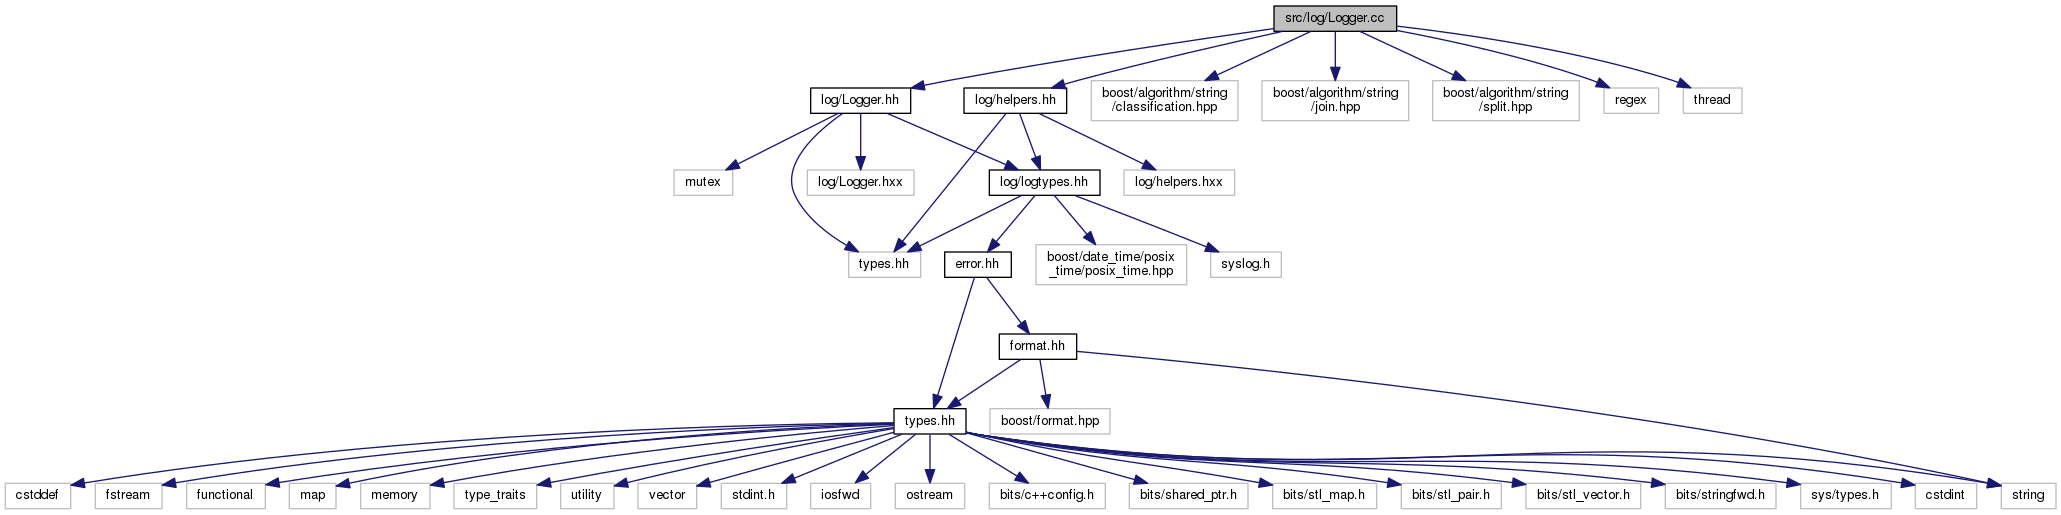 src/log/Logger.cc
log/Logger.hh
log/helpers.hh
boost/algorithm/string
/classification.hpp
boost/algorithm/string
/join.hpp
boost/algorithm/string
/split.hpp
regex
thread
mutex
log/Logger.hxx
log/logtypes.hh
log/helpers.hxx
types.hh
error.hh
boost/date_time/posix
_time/posix_time.hpp
syslog.h
format.hh
types.hh
boost/format.hpp
cstddef
fstream
functional
map
memory
type_traits
utility
vector
stdint.h
iosfwd
ostream
bits/c++config.h
bits/shared_ptr.h
bits/stl_map.h
bits/stl_pair.h
bits/stl_vector.h
bits/stringfwd.h
sys/types.h
cstdint
string